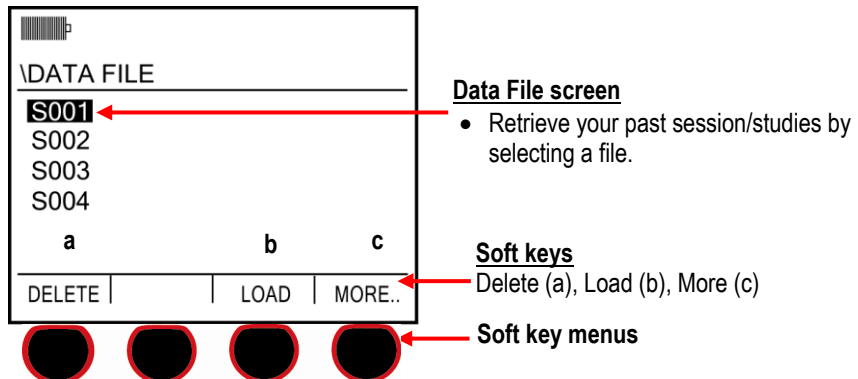 \DATA FILE
S001
S002
S003
S004
a b c
DELETE LOAD MORE..
Data File screen
• Retrieve your past session/studies by
selecting a file.
Soft keys
Delete (a), Load (b), More (c)
Soft key menus